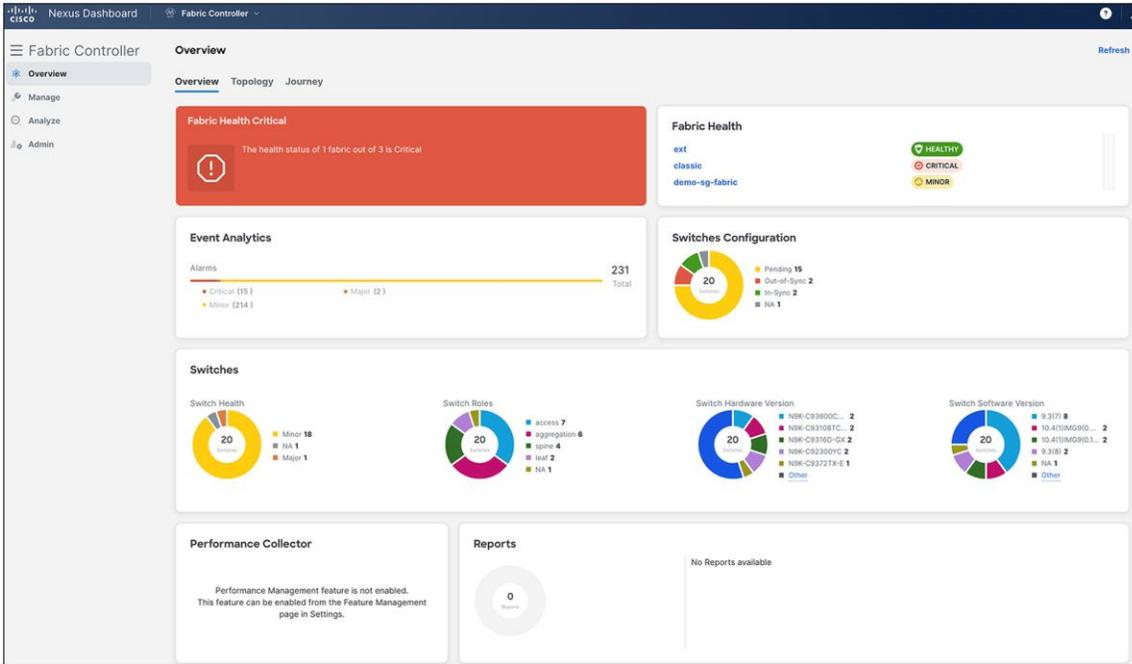 CISCO Nexus Dashboard Fabric Controller
Fabric Controller
Overview
Manage
Analyze
Admin
Overview
Refresh
Overview Topology Journey
Fabric Health Critical
The health status of 1 fabric out of 3 is Critical
Fabric Health
ext HEALTHY
classic CRITICAL
demo-sg-fabric MINOR
Event Analytics
Alarms
231
Total
Critical (15 ) Major (2 )
Minor (214 )
Switches Configuration
20
Switches
Pending 15
Out-of-Sync 2
In-Sync 2
NA 1
Switches
Switch Health
20
Switches
Minor 18
NA 1
Major 1
Switch Roles
20
Switches
access 7
aggregation 6
spine 4
leaf 2
NA 1
Switch Hardware Version
20
Switches
N9K-C93600C... 2
N9K-C93108TC... 2
N9K-C9316D-GX 2
N9K-C92300YC 2
N9K-C9372TX-E 1
Other
Switch Software Version
20
Switches
9.3(7) 8
10.4(1)IMG9(0.... 2
10.4(1)IMG9(0.1... 2
9.3(8) 2
NA 1
Other
Performance Collector
Performance Management feature is not enabled.
This feature can be enabled from the Feature Management
page in Settings.
Reports
0
Reports
No Reports available